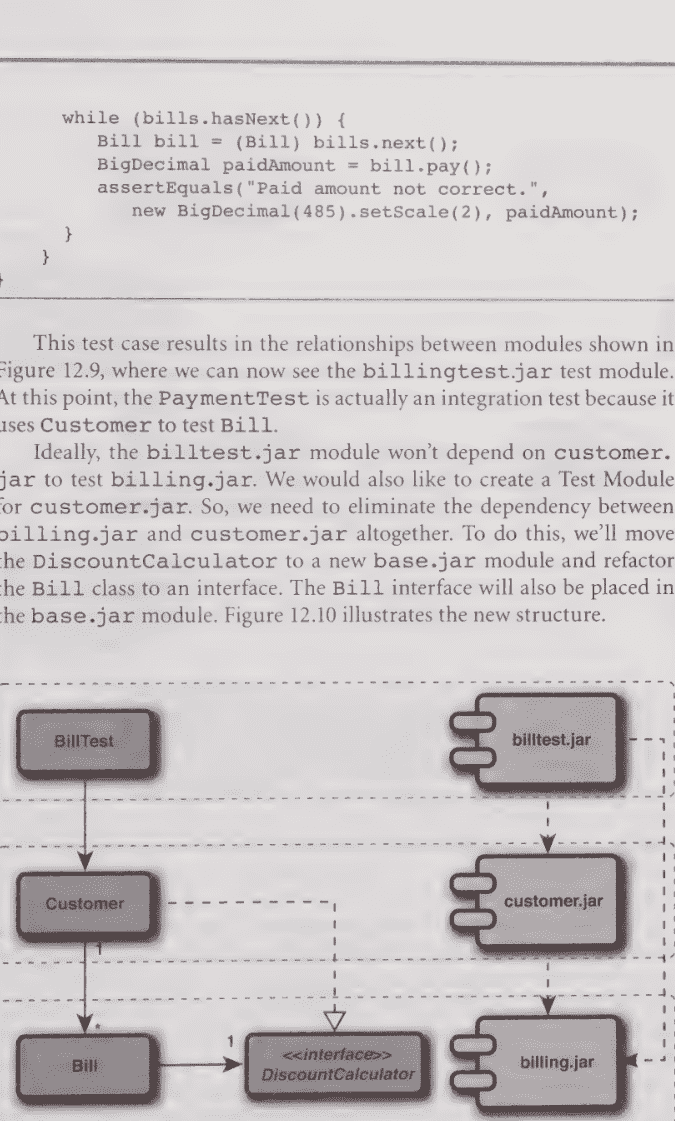 while (bills.hasNext()) {
Bill bill = (Bill) bills.next();
BigDecimal paidAmount = bill.pay();
assertEquals("Paid amount not correct.",
new BigDecimal(485).setScale(2), paidAmount);
}
}
}
This test case results in the relationships between modules shown in
Figure 12.9, where we can now see the billingtest.jar test module.
At this point, the PaymentTest is actually an integration test because it
uses Customer to test Bill.
Ideally, the billtest.jar module won't depend on customer.
jar to test billing.jar. We would also like to create a Test Module
for customer.jar. So, we need to eliminate the dependency between
billing.jar and customer.jar altogether. To do this, we'll move
the DiscountCalculator to a new base.jar module and refactor
the Bill class to an interface. The Bill interface will also be placed in
the base.jar module. Figure 12.10 illustrates the new structure.
BillTest
billtest.jar
Customer
customer.jar
1
*
1
Bill
<<interface>>
DiscountCalculator
billing.jar